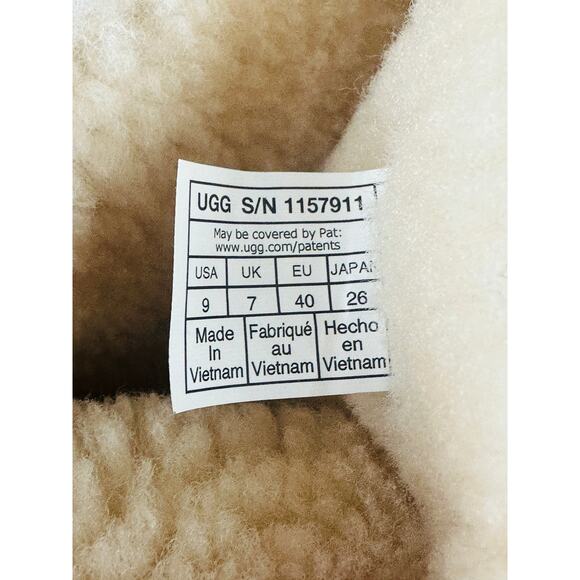 UGG S/N 1157911
May be covered by Pat:
www.ugg.com/patents
USA UK EU JAPAN
9 7 40 26
Made Fabriqué Hecho
In au en
Vietnam Vietnam Vietnam